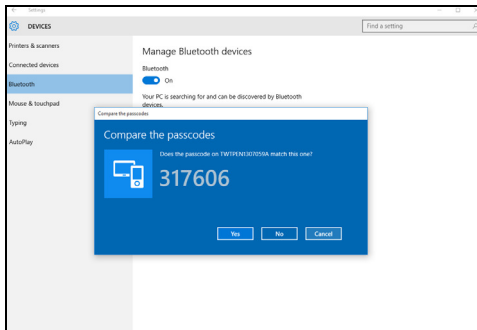 Settings
DEVICES
Find a setting
Printers & scanners
Connected devices
Bluetooth
Mouse & touchpad
Typing
AutoPlay
Manage Bluetooth devices
Bluetooth
On
Your PC is searching for and can be discovered by Bluetooth
devices.
Compare the passcodes
Compare the passcodes
Does the passcode on TWTPEN1307059A match this one?
317606
Yes
No
Cancel